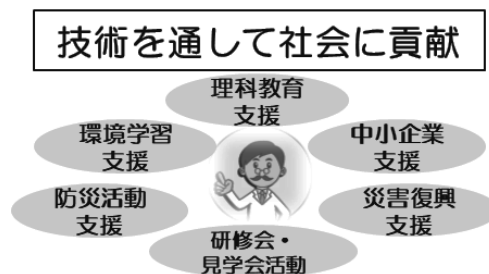 技術を通して社会に貢献
理科教育
支援
環境学習
支援
中小企業
支援
防災活動
支援
災害復興
支援
研修会・
見学会活動